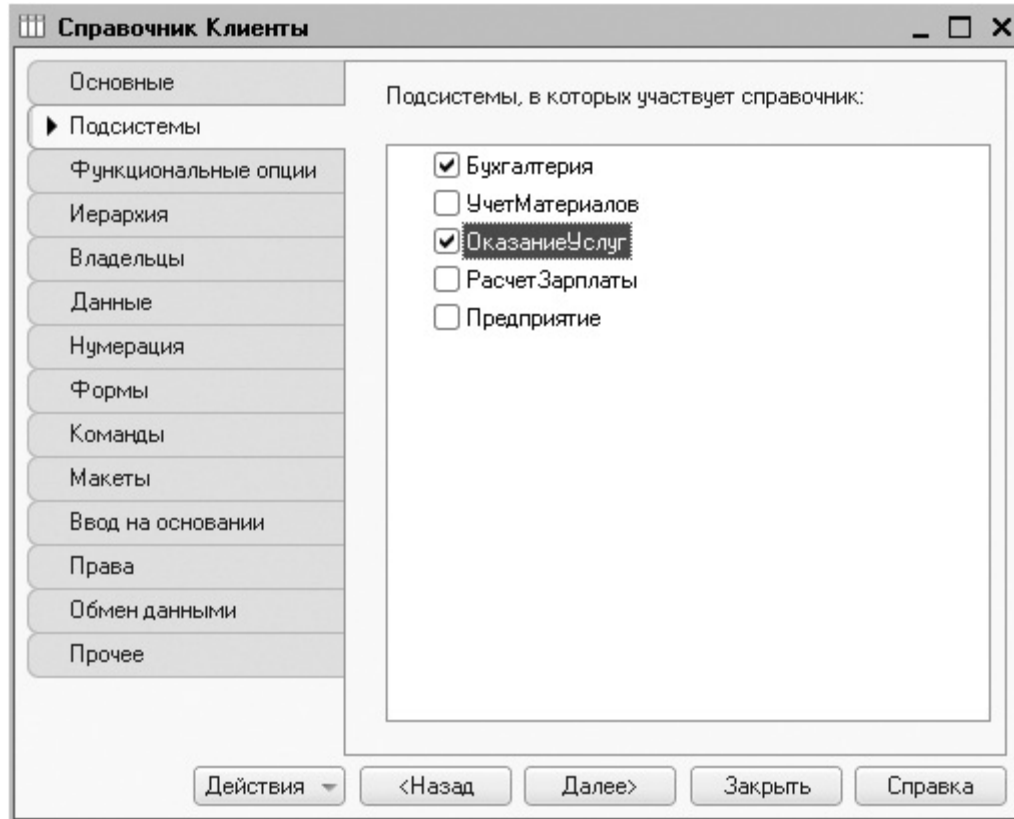 Справочник Клиенты
Основные
Подсистемы
Функциональные опции
Иерархия
Владельцы
Данные
Нумерация
Формы
Команды
Макеты
Ввод на основании
Права
Обмен данными
Прочее
Подсистемы, в которых участвует справочник:
Бухгалтерия
УчетМатериалов
ОказаниеУслуг
РасчетЗарплаты
Предприятие
Действия
<Назад
Далее>
Закрыть
Справка